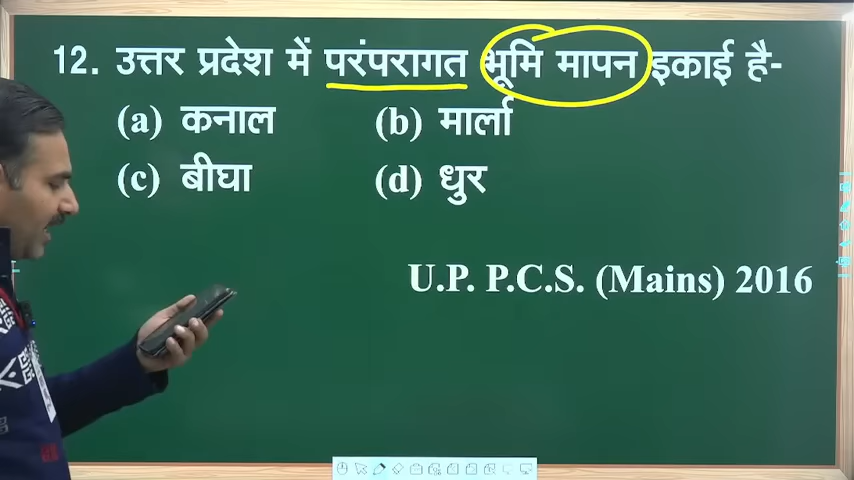 12. उत्तर प्रदेश में परंपरागत भूमि मापन इकाई है-
(a) कनाल (b) मार्ला
(c) बीघा (d) धुर
U.P. P.C.S. (Mains) 2016